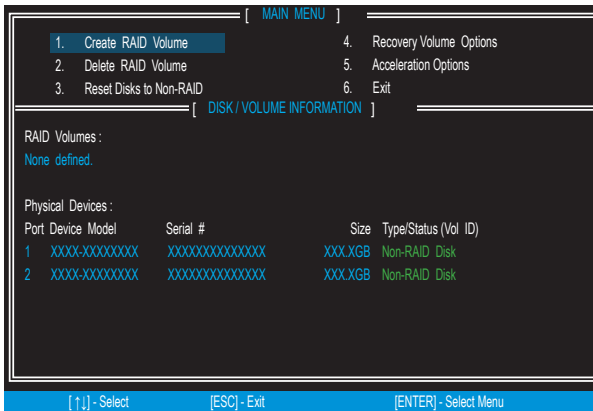 [ MAIN MENU ]
1. Create RAID Volume 4. Recovery Volume Options
2. Delete RAID Volume 5. Acceleration Options
3. Reset Disks to Non-RAID 6. Exit
[ DISK / VOLUME INFORMATION ]
RAID Volumes :
None defined.
Physical Devices :
Port Device Model Serial # Size Type/Status (Vol ID)
1 XXXX-XXXXXXXX XXXXXXXXXXXXXX XXX.XGB Non-RAID Disk
2 XXXX-XXXXXXXX XXXXXXXXXXXXXX XXX.XGB Non-RAID Disk
[↑↓] - Select [ESC] - Exit [ENTER] - Select Menu